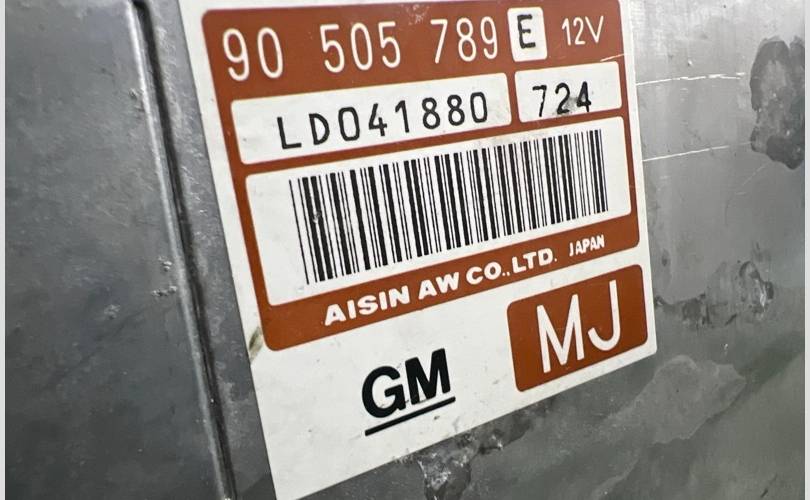 90 505 789 E 12V
LD041880 724
AISIN AW CO.,LTD. JAPAN
GM MJ